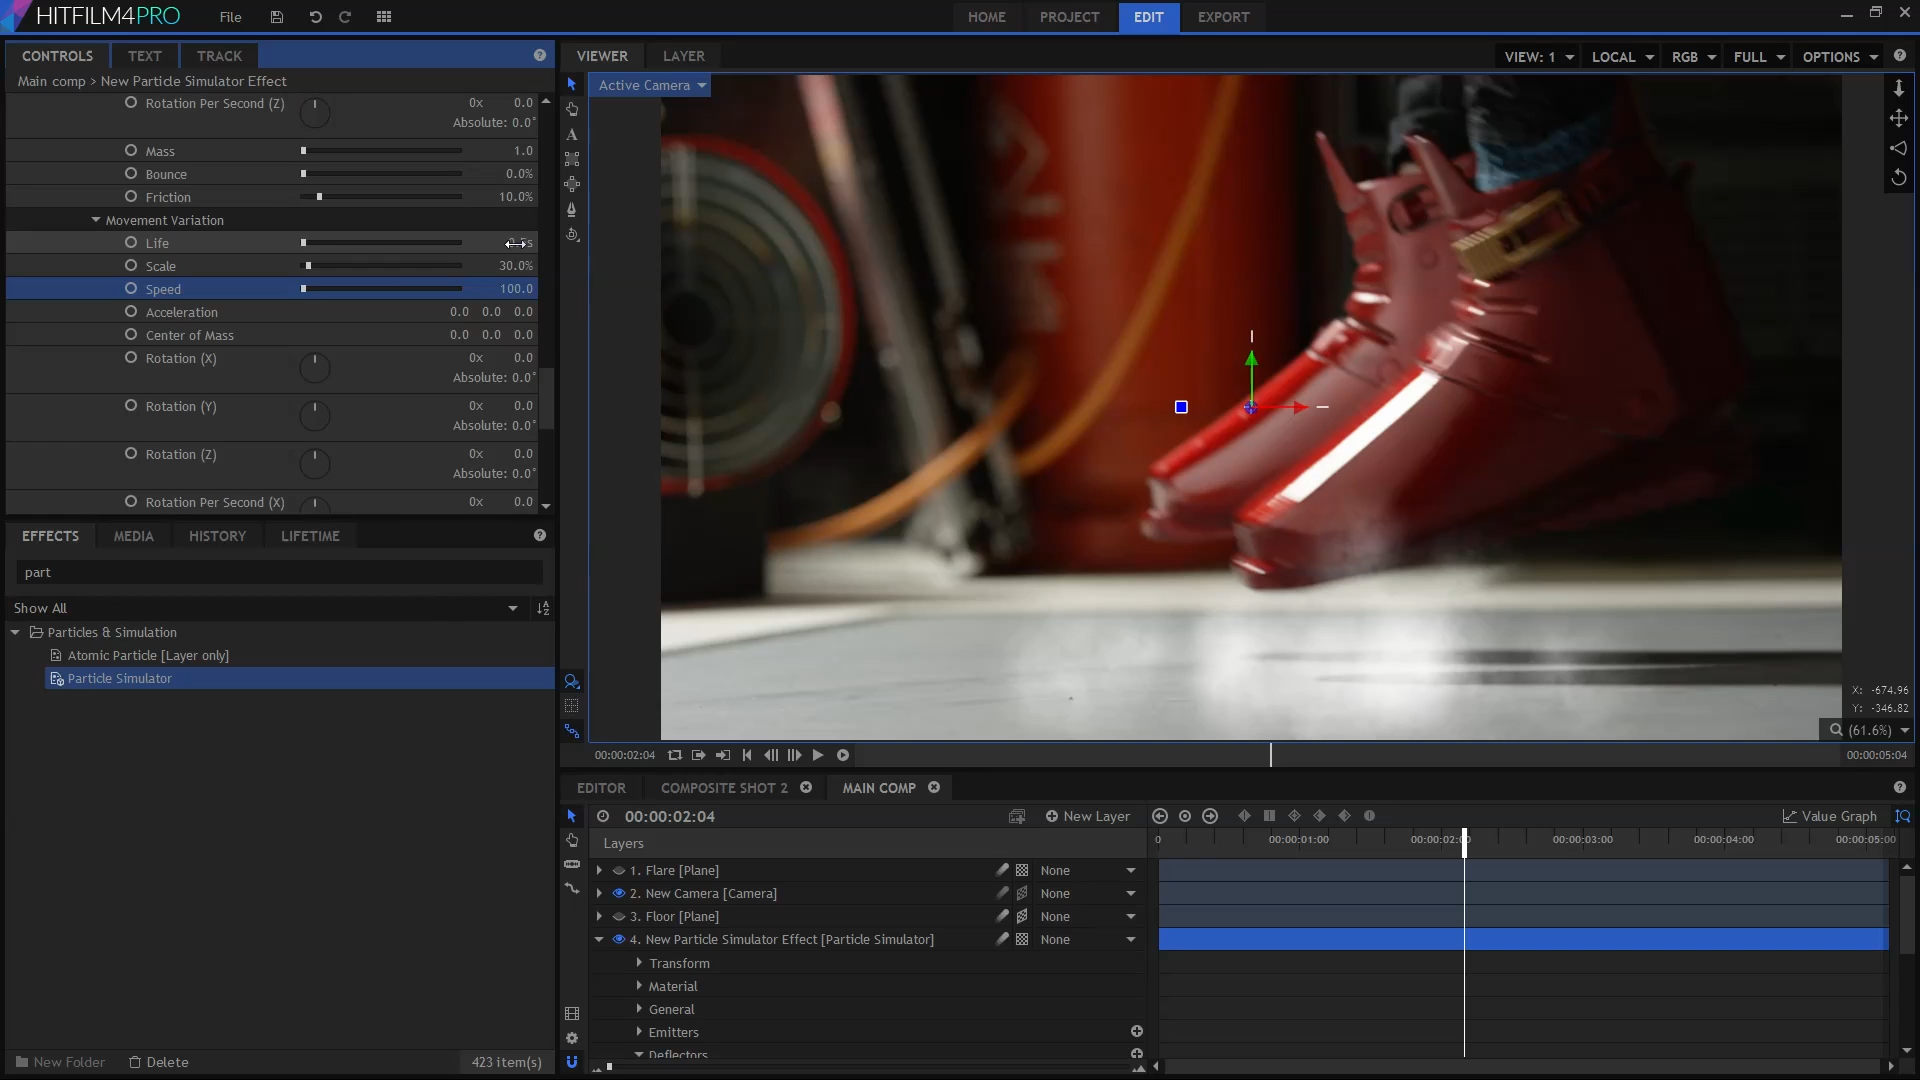 HITFILM4PRO
File
HOME
PROJECT
EDIT
EXPORT
CONTROLS
TEXT
TRACK
VIEWER
LAYER
VIEW: 1
LOCAL
RGB
FULL
OPTIONS
Main comp > New Particle Simulator Effect
Active Camera
Rotation Per Second (Z) 0x 0.0
Absolute: 0.0°
Mass 1.0
Bounce 0.0%
Friction 10.0%
Movement Variation
Life
Scale 30.0%
Speed 100.0
Acceleration 0.0 0.0 0.0
Center of Mass 0.0 0.0 0.0
Rotation (X) 0x 0.0
Absolute: 0.0°
Rotation (Y) 0x 0.0
Absolute: 0.0°
Rotation (Z) 0x 0.0
Absolute: 0.0°
Rotation Per Second (X) 0x 0.0
EFFECTS
MEDIA
HISTORY
LIFETIME
part
Show All
Particles & Simulation
Atomic Particle [Layer only]
Particle Simulator
New Folder
Delete
423 item(s)
X: -674.96
Y: -346.82
(61.6%)
00:00:02:04
00:00:05:04
EDITOR
COMPOSITE SHOT 2
MAIN COMP
00:00:02:04
New Layer
Value Graph
Layers
0
00:00:01:00
00:00:02:00
00:00:03:00
00:00:04:00
00:00:05:00
1. Flare [Plane] None
2. New Camera [Camera] None
3. Floor [Plane] None
4. New Particle Simulator Effect [Particle Simulator] None
Transform
Material
General
Emitters
Deflectors